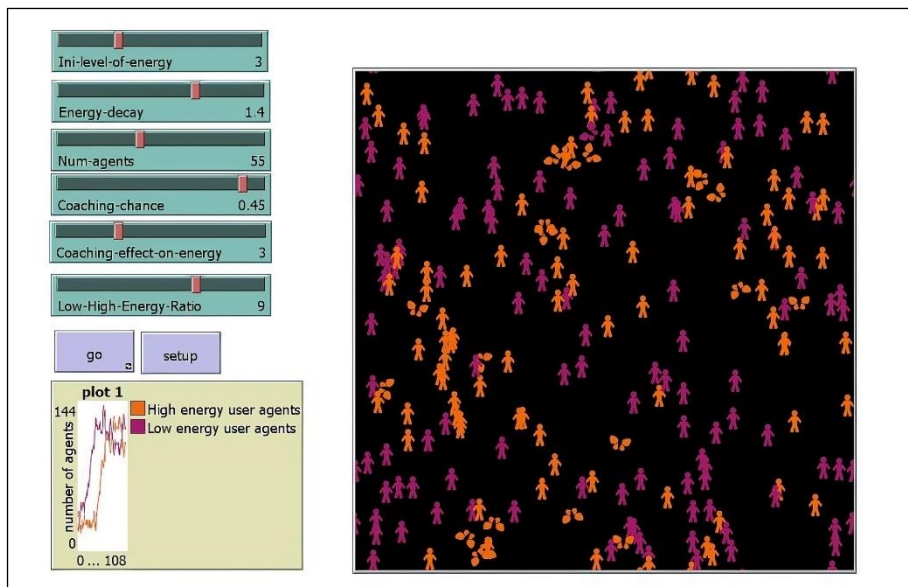 Ini-level-of-energy 3
Energy-decay 1.4
Num-agents 55
Coaching-chance 0.45
Coaching-effect-on-energy 3
Low-High-Energy-Ratio 9
go
setup
plot 1
144
number of agents
0
0 ... 108
High energy user agents
Low energy user agents